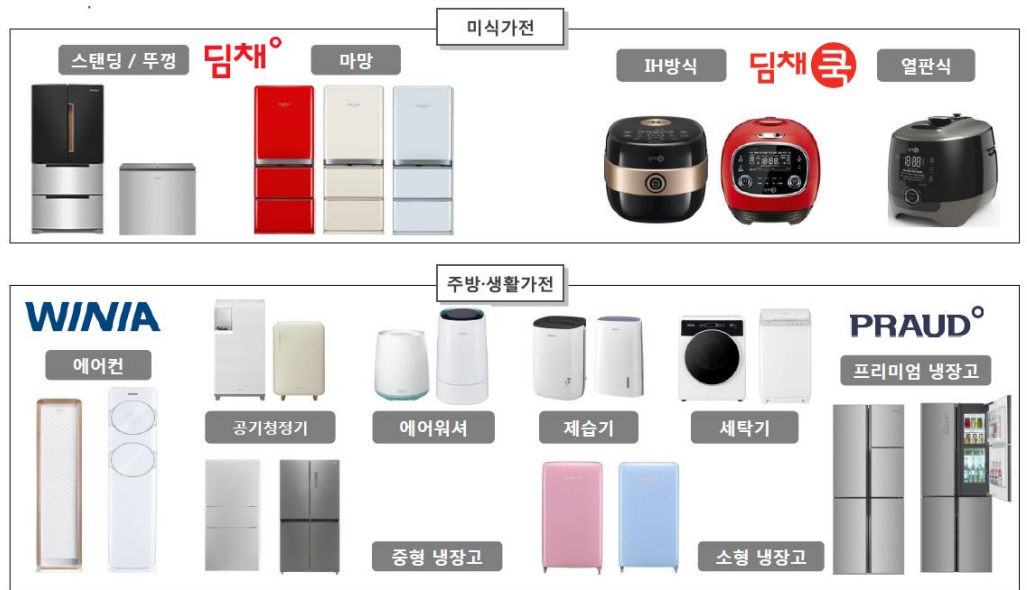 미식가전
스탠딩 / 뚜껑
딤채
마망
IH방식
딤채쿡
열판식
주방·생활가전
WINIA
에어컨
공기청정기
에어워셔
제습기
세탁기
PRAUD
프리미엄 냉장고
중형 냉장고
소형 냉장고